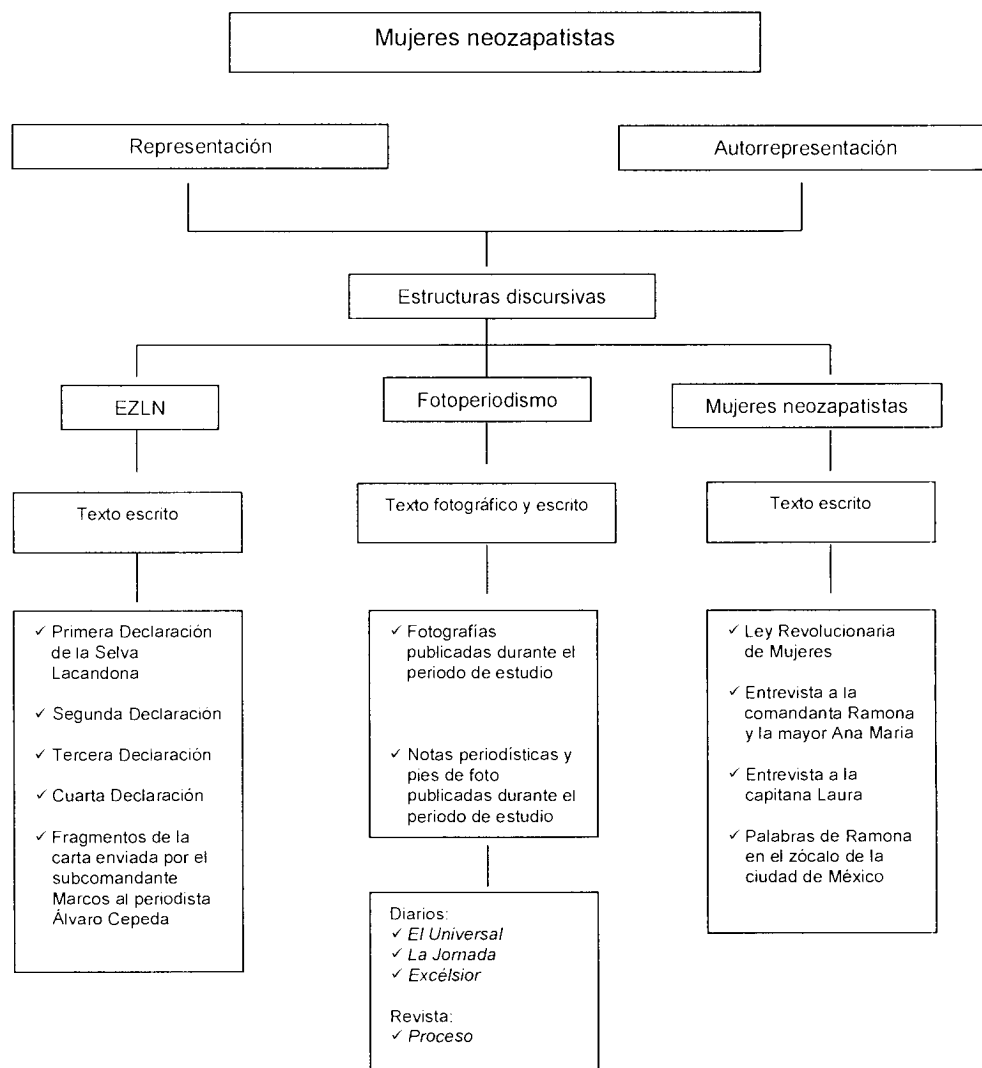 Mujeres neozapatistas
Representación
Autorrepresentación
Estructuras discursivas
EZLN
Fotoperiodismo
Mujeres neozapatistas
Texto escrito
Texto fotográfico y escrito
Texto escrito
✓ Primera Declaración
de la Selva
Lacandona
✓ Segunda Declaración
✓ Tercera Declaración
✓ Cuarta Declaración
✓ Fragmentos de la
carta enviada por el
subcomandante
Marcos al periodista
Álvaro Cepeda
✓ Fotografías
publicadas durante el
periodo de estudio
✓ Notas periodísticas y
pies de foto
publicadas durante el
periodo de estudio
Diarios:
✓ El Universal
✓ La Jornada
✓ Excélsior
Revista:
✓ Proceso
✓ Ley Revolucionaria
de Mujeres
✓ Entrevista a la
comandanta Ramona
y la mayor Ana Maria
✓ Entrevista a la
capitana Laura
✓ Palabras de Ramona
en el zócalo de la
ciudad de México